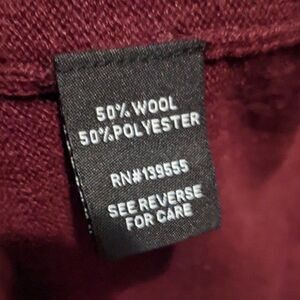 50% WOOL
50% POLYESTER
RN#139555
SEE REVERSE
FOR CARE